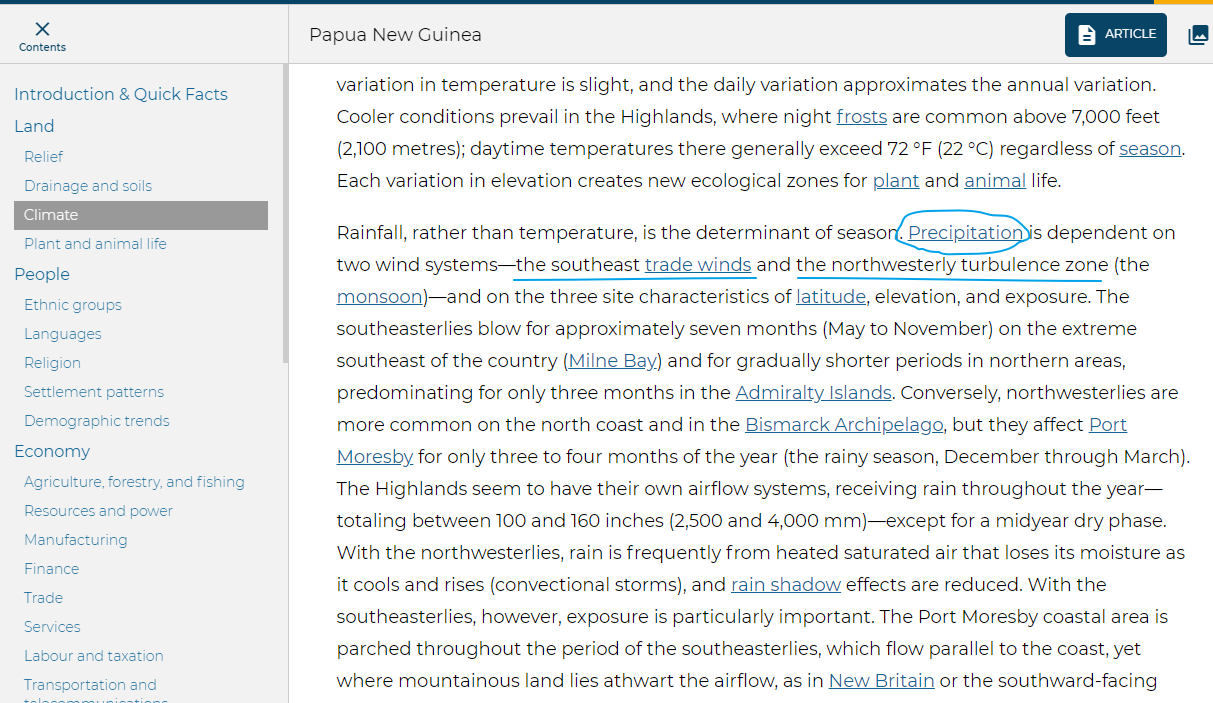 Contents
Papua New Guinea
ARTICLE
Introduction & Quick Facts
Land
Relief
Drainage and soils
Climate
Plant and animal life
People
Ethnic groups
Languages
Religion
Settlement patterns
Demographic trends
Economy
Agriculture, forestry, and fishing
Resources and power
Manufacturing
Finance
Trade
Services
Labour and taxation
Transportation and
telecommunications
variation in temperature is slight, and the daily variation approximates the annual variation.
Cooler conditions prevail in the Highlands, where night frosts are common above 7,000 feet
(2,100 metres); daytime temperatures there generally exceed 72 °F (22 °C) regardless of season.
Each variation in elevation creates new ecological zones for plant and animal life.
Rainfall, rather than temperature, is the determinant of season. Precipitation is dependent on
two wind systems—the southeast trade winds and the northwesterly turbulence zone (the
monsoon)—and on the three site characteristics of latitude, elevation, and exposure. The
southeasterlies blow for approximately seven months (May to November) on the extreme
southeast of the country (Milne Bay) and for gradually shorter periods in northern areas,
predominating for only three months in the Admiralty Islands. Conversely, northwesterlies are
more common on the north coast and in the Bismarck Archipelago, but they affect Port
Moresby for only three to four months of the year (the rainy season, December through March).
The Highlands seem to have their own airflow systems, receiving rain throughout the year—
totaling between 100 and 160 inches (2,500 and 4,000 mm)—except for a midyear dry phase.
With the northwesterlies, rain is frequently from heated saturated air that loses its moisture as
it cools and rises (convectional storms), and rain shadow effects are reduced. With the
southeasterlies, however, exposure is particularly important. The Port Moresby coastal area is
parched throughout the period of the southeasterlies, which flow parallel to the coast, yet
where mountainous land lies athwart the airflow, as in New Britain or the southward-facing